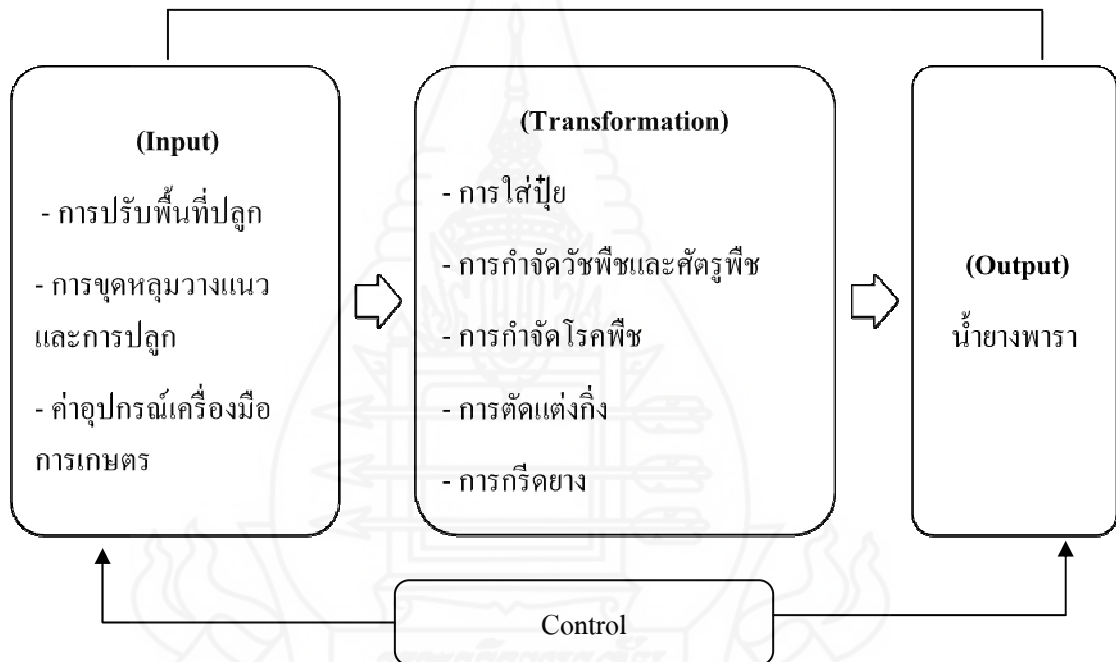 (Input)
- การปรับพื้นที่ปลูก
- การขุดหลุมวางแนว
และการปลูก
- ค่าอุปกรณ์เครื่องมือ
การเกษตร
(Transformation)
- การใส่ปุ๋ย
- การกำจัดวัชพืชและศัตรูพืช
- การกำจัดโรคพืช
- การตัดแต่งกิ่ง
- การกรีดยาง
(Output)
น้ำยางพารา
Control